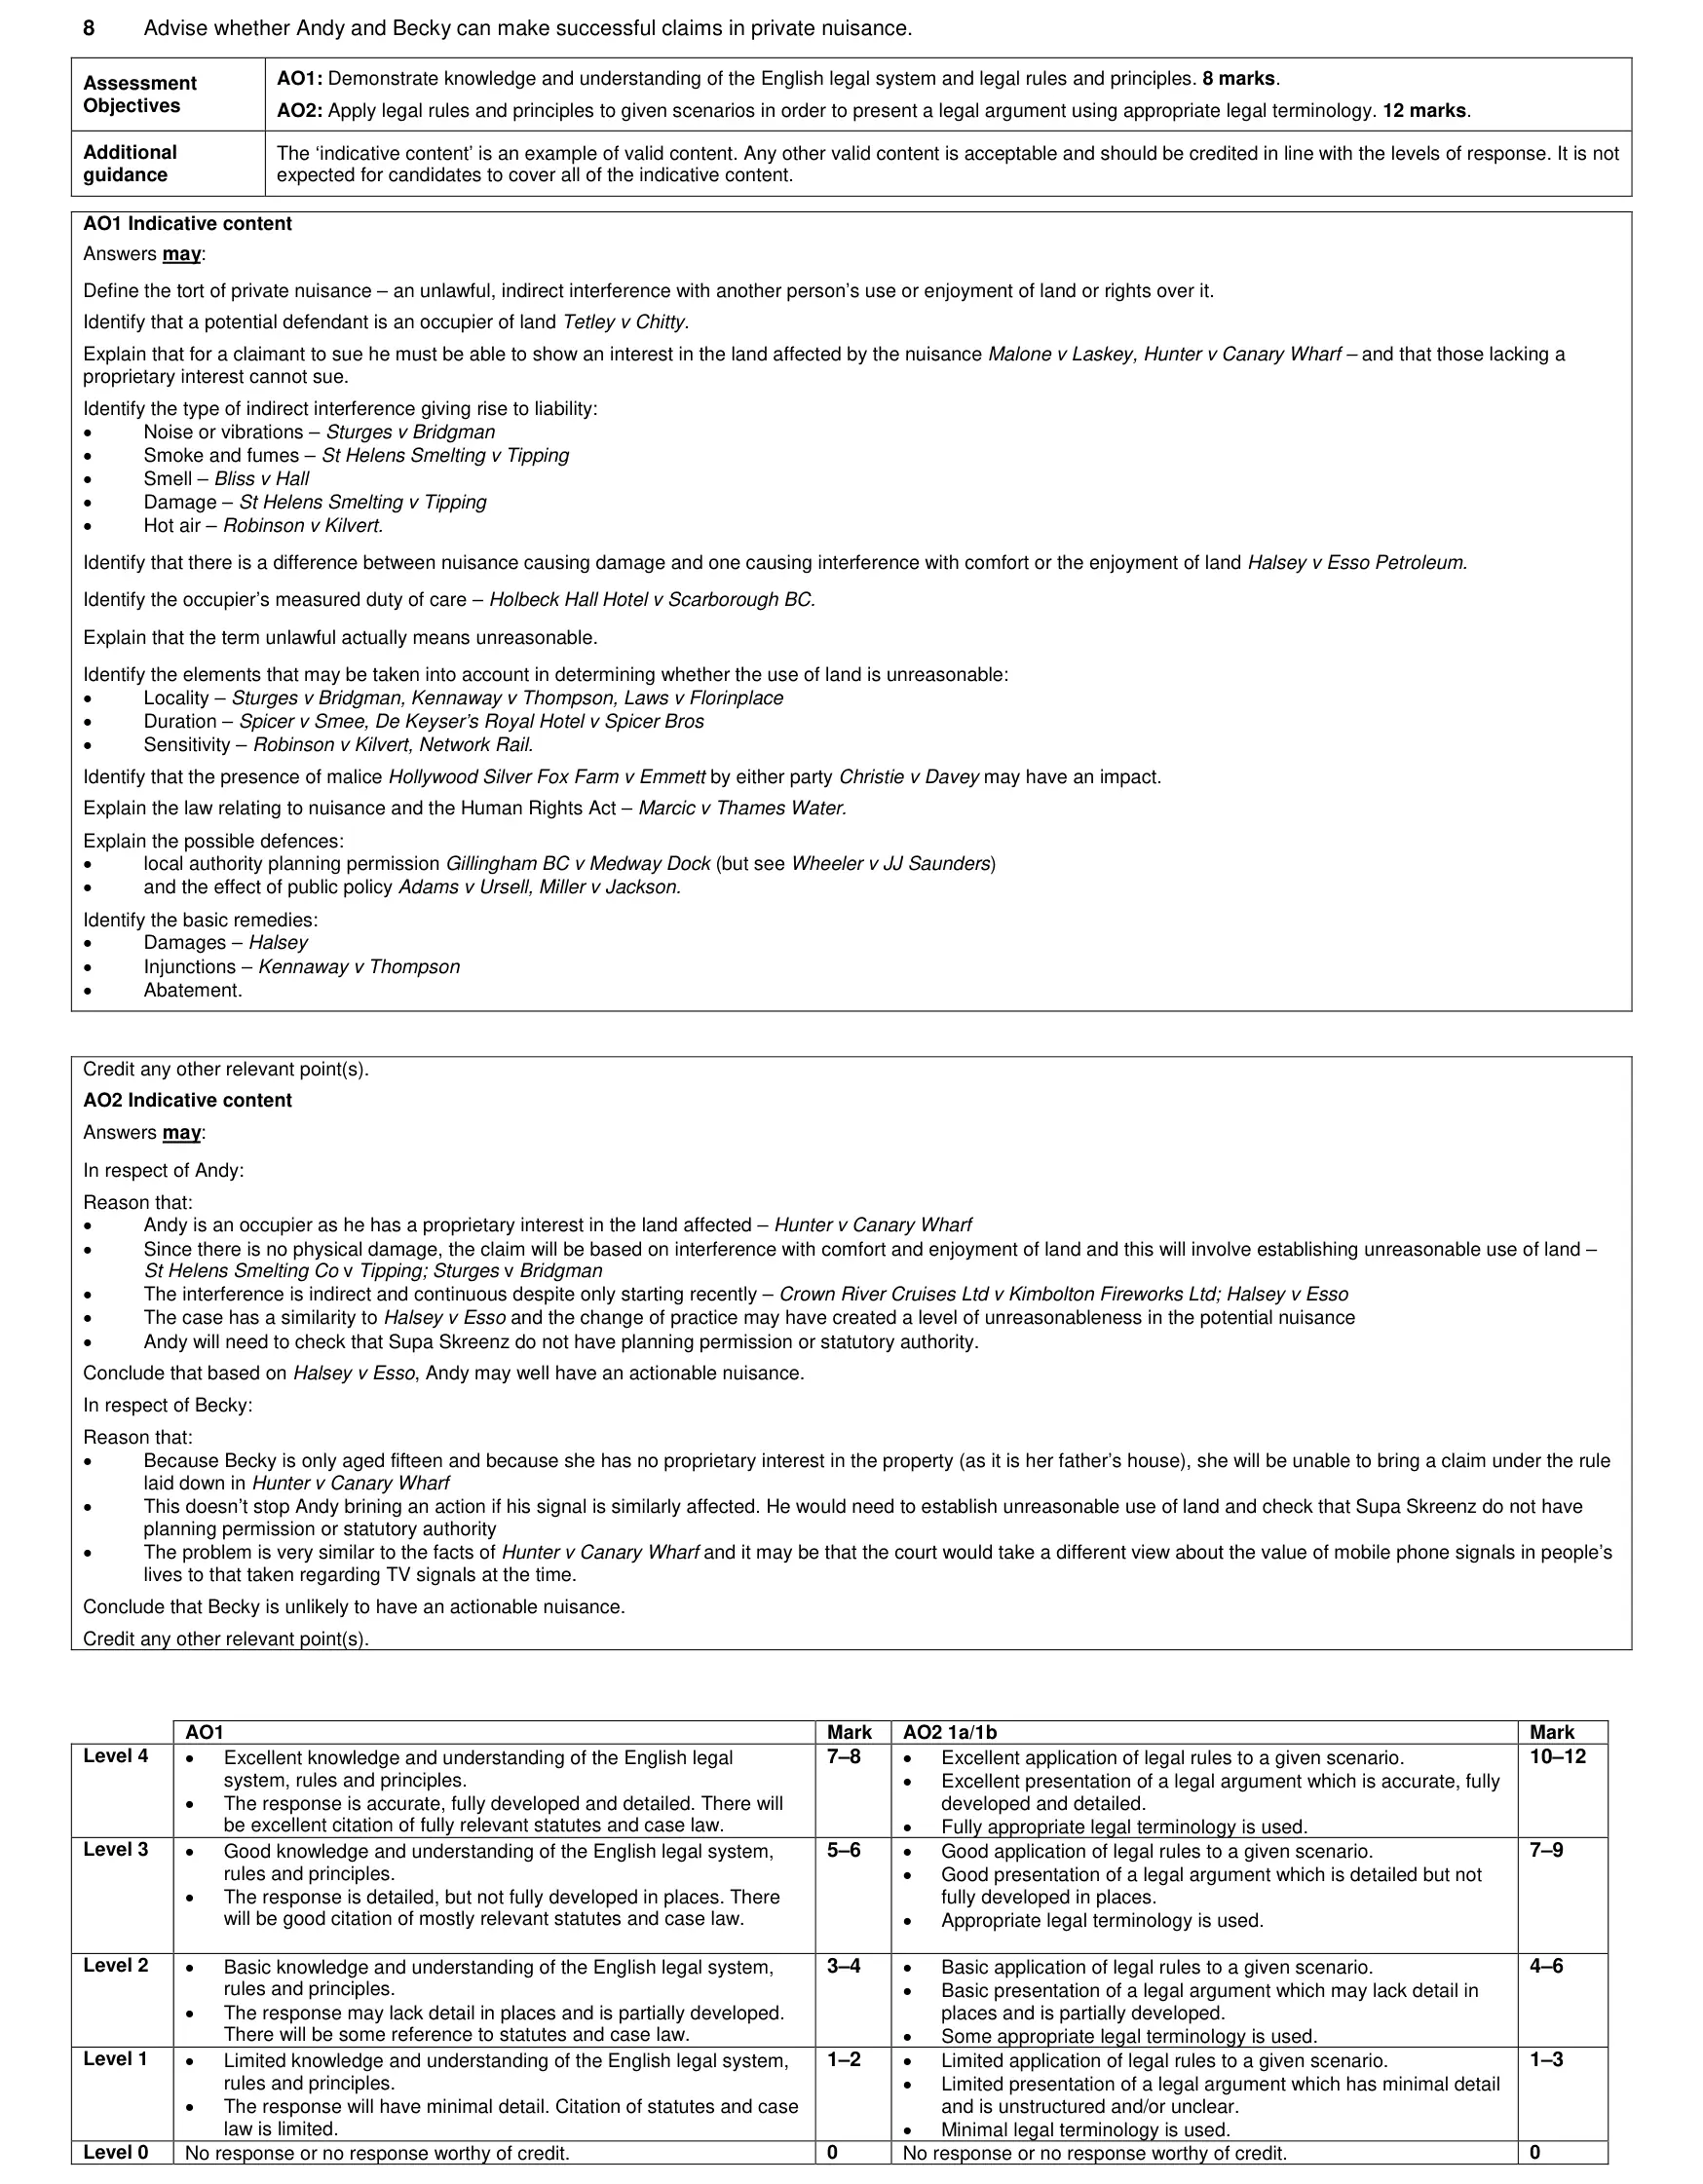 8 Advise whether Andy and Becky can make successful claims in private nuisance.
Assessment Objectives
AO1: Demonstrate knowledge and understanding of the English legal system and legal rules and principles. 8 marks.
AO2: Apply legal rules and principles to given scenarios in order to present a legal argument using appropriate legal terminology. 12 marks.
Additional guidance
The ‘indicative content’ is an example of valid content. Any other valid content is acceptable and should be credited in line with the levels of response. It is not
expected for candidates to cover all of the indicative content.
AO1 Indicative content
Answers may:
Define the tort of private nuisance – an unlawful, indirect interference with another person’s use or enjoyment of land or rights over it.
Identify that a potential defendant is an occupier of land Tetley v Chitty.
Explain that for a claimant to sue he must be able to show an interest in the land affected by the nuisance Malone v Laskey, Hunter v Canary Wharf – and that those lacking a
proprietary interest cannot sue.
Identify the type of indirect interference giving rise to liability:
• Noise or vibrations – Sturges v Bridgman
• Smoke and fumes – St Helens Smelting v Tipping
• Smell – Bliss v Hall
• Damage – St Helens Smelting v Tipping
• Hot air – Robinson v Kilvert.
Identify that there is a difference between nuisance causing damage and one causing interference with comfort or the enjoyment of land Halsey v Esso Petroleum.
Identify the occupier’s measured duty of care – Holbeck Hall Hotel v Scarborough BC.
Explain that the term unlawful actually means unreasonable.
Identify the elements that may be taken into account in determining whether the use of land is unreasonable:
• Locality – Sturges v Bridgman, Kennaway v Thompson, Laws v Florinplace
• Duration – Spicer v Smee, De Keyser’s Royal Hotel v Spicer Bros
• Sensitivity – Robinson v Kilvert, Network Rail.
Identify that the presence of malice Hollywood Silver Fox Farm v Emmett by either party Christie v Davey may have an impact.
Explain the law relating to nuisance and the Human Rights Act – Marcic v Thames Water.
Explain the possible defences:
• local authority planning permission Gillingham BC v Medway Dock (but see Wheeler v JJ Saunders)
• and the effect of public policy Adams v Ursell, Miller v Jackson.
Identify the basic remedies:
• Damages – Halsey
• Injunctions – Kennaway v Thompson
• Abatement.
Credit any other relevant point(s).
AO2 Indicative content
Answers may:
In respect of Andy:
Reason that:
• Andy is an occupier as he has a proprietary interest in the land affected – Hunter v Canary Wharf
• Since there is no physical damage, the claim will be based on interference with comfort and enjoyment of land and this will involve establishing unreasonable use of land –
St Helens Smelting Co v Tipping; Sturges v Bridgman
• The interference is indirect and continuous despite only starting recently – Crown River Cruises Ltd v Kimbolton Fireworks Ltd; Halsey v Esso
• The case has a similarity to Halsey v Esso and the change of practice may have created a level of unreasonableness in the potential nuisance
• Andy will need to check that Supa Skreenz do not have planning permission or statutory authority.
Conclude that based on Halsey v Esso, Andy may well have an actionable nuisance.
In respect of Becky:
Reason that:
• Because Becky is only aged fifteen and because she has no proprietary interest in the property (as it is her father’s house), she will be unable to bring a claim under the rule
laid down in Hunter v Canary Wharf
• This doesn’t stop Andy brining an action if his signal is similarly affected. He would need to establish unreasonable use of land and check that Supa Skreenz do not have
planning permission or statutory authority
• The problem is very similar to the facts of Hunter v Canary Wharf and it may be that the court would take a different view about the value of mobile phone signals in people’s
lives to that taken regarding TV signals at the time.
Conclude that Becky is unlikely to have an actionable nuisance.
Credit any other relevant point(s).
AO1 Mark AO2 1a/1b Mark
Level 4
• Excellent knowledge and understanding of the English legal
system, rules and principles.
• The response is accurate, fully developed and detailed. There will
be excellent citation of fully relevant statutes and case law.
7–8
• Excellent application of legal rules to a given scenario.
• Excellent presentation of a legal argument which is accurate, fully
developed and detailed.
• Fully appropriate legal terminology is used.
10–12
Level 3
• Good knowledge and understanding of the English legal system,
rules and principles.
• The response is detailed, but not fully developed in places. There
will be good citation of mostly relevant statutes and case law.
5–6
• Good application of legal rules to a given scenario.
• Good presentation of a legal argument which is detailed but not
fully developed in places.
• Appropriate legal terminology is used.
7–9
Level 2
• Basic knowledge and understanding of the English legal system,
rules and principles.
• The response may lack detail in places and is partially developed.
There will be some reference to statutes and case law.
3–4
• Basic application of legal rules to a given scenario.
• Basic presentation of a legal argument which may lack detail in
places and is partially developed.
• Some appropriate legal terminology is used.
4–6
Level 1
• Limited knowledge and understanding of the English legal system,
rules and principles.
• The response will have minimal detail. Citation of statutes and case
law is limited.
1–2
• Limited application of legal rules to a given scenario.
• Limited presentation of a legal argument which has minimal detail
and is unstructured and/or unclear.
• Minimal legal terminology is used.
1–3
Level 0 No response or no response worthy of credit. 0 No response or no response worthy of credit. 0